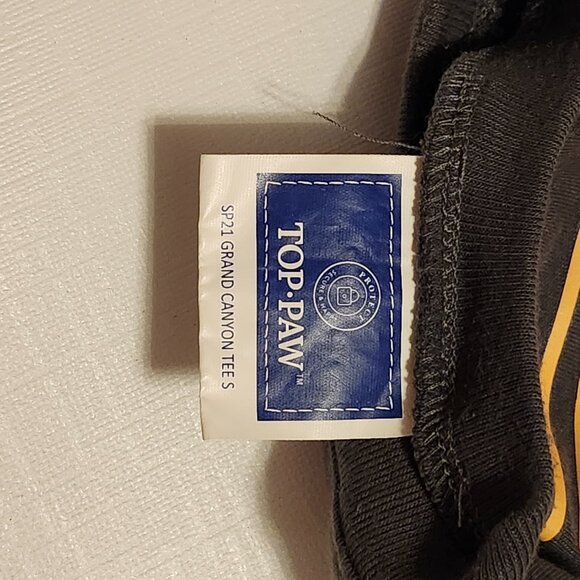 PROTECT
TOP•PAW™
SP21 GRAND CANYON TEE S